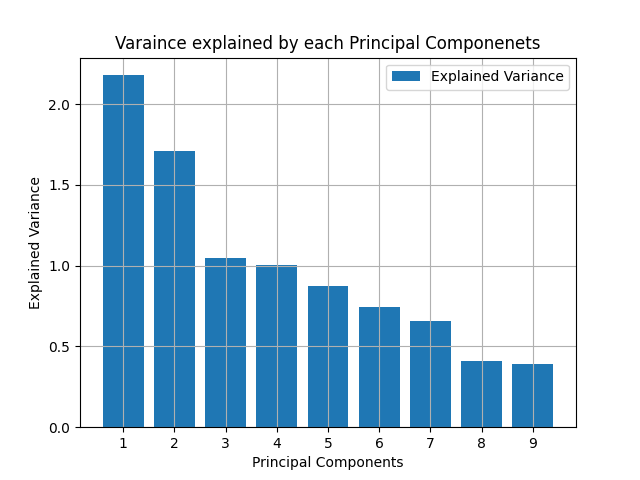 Varaince explained by each Principal Componenets
Explained Variance
2.0
1.5
1.0
0.5
0.0
Explained Variance
1 2 3 4 5 6 7 8 9
Principal Components